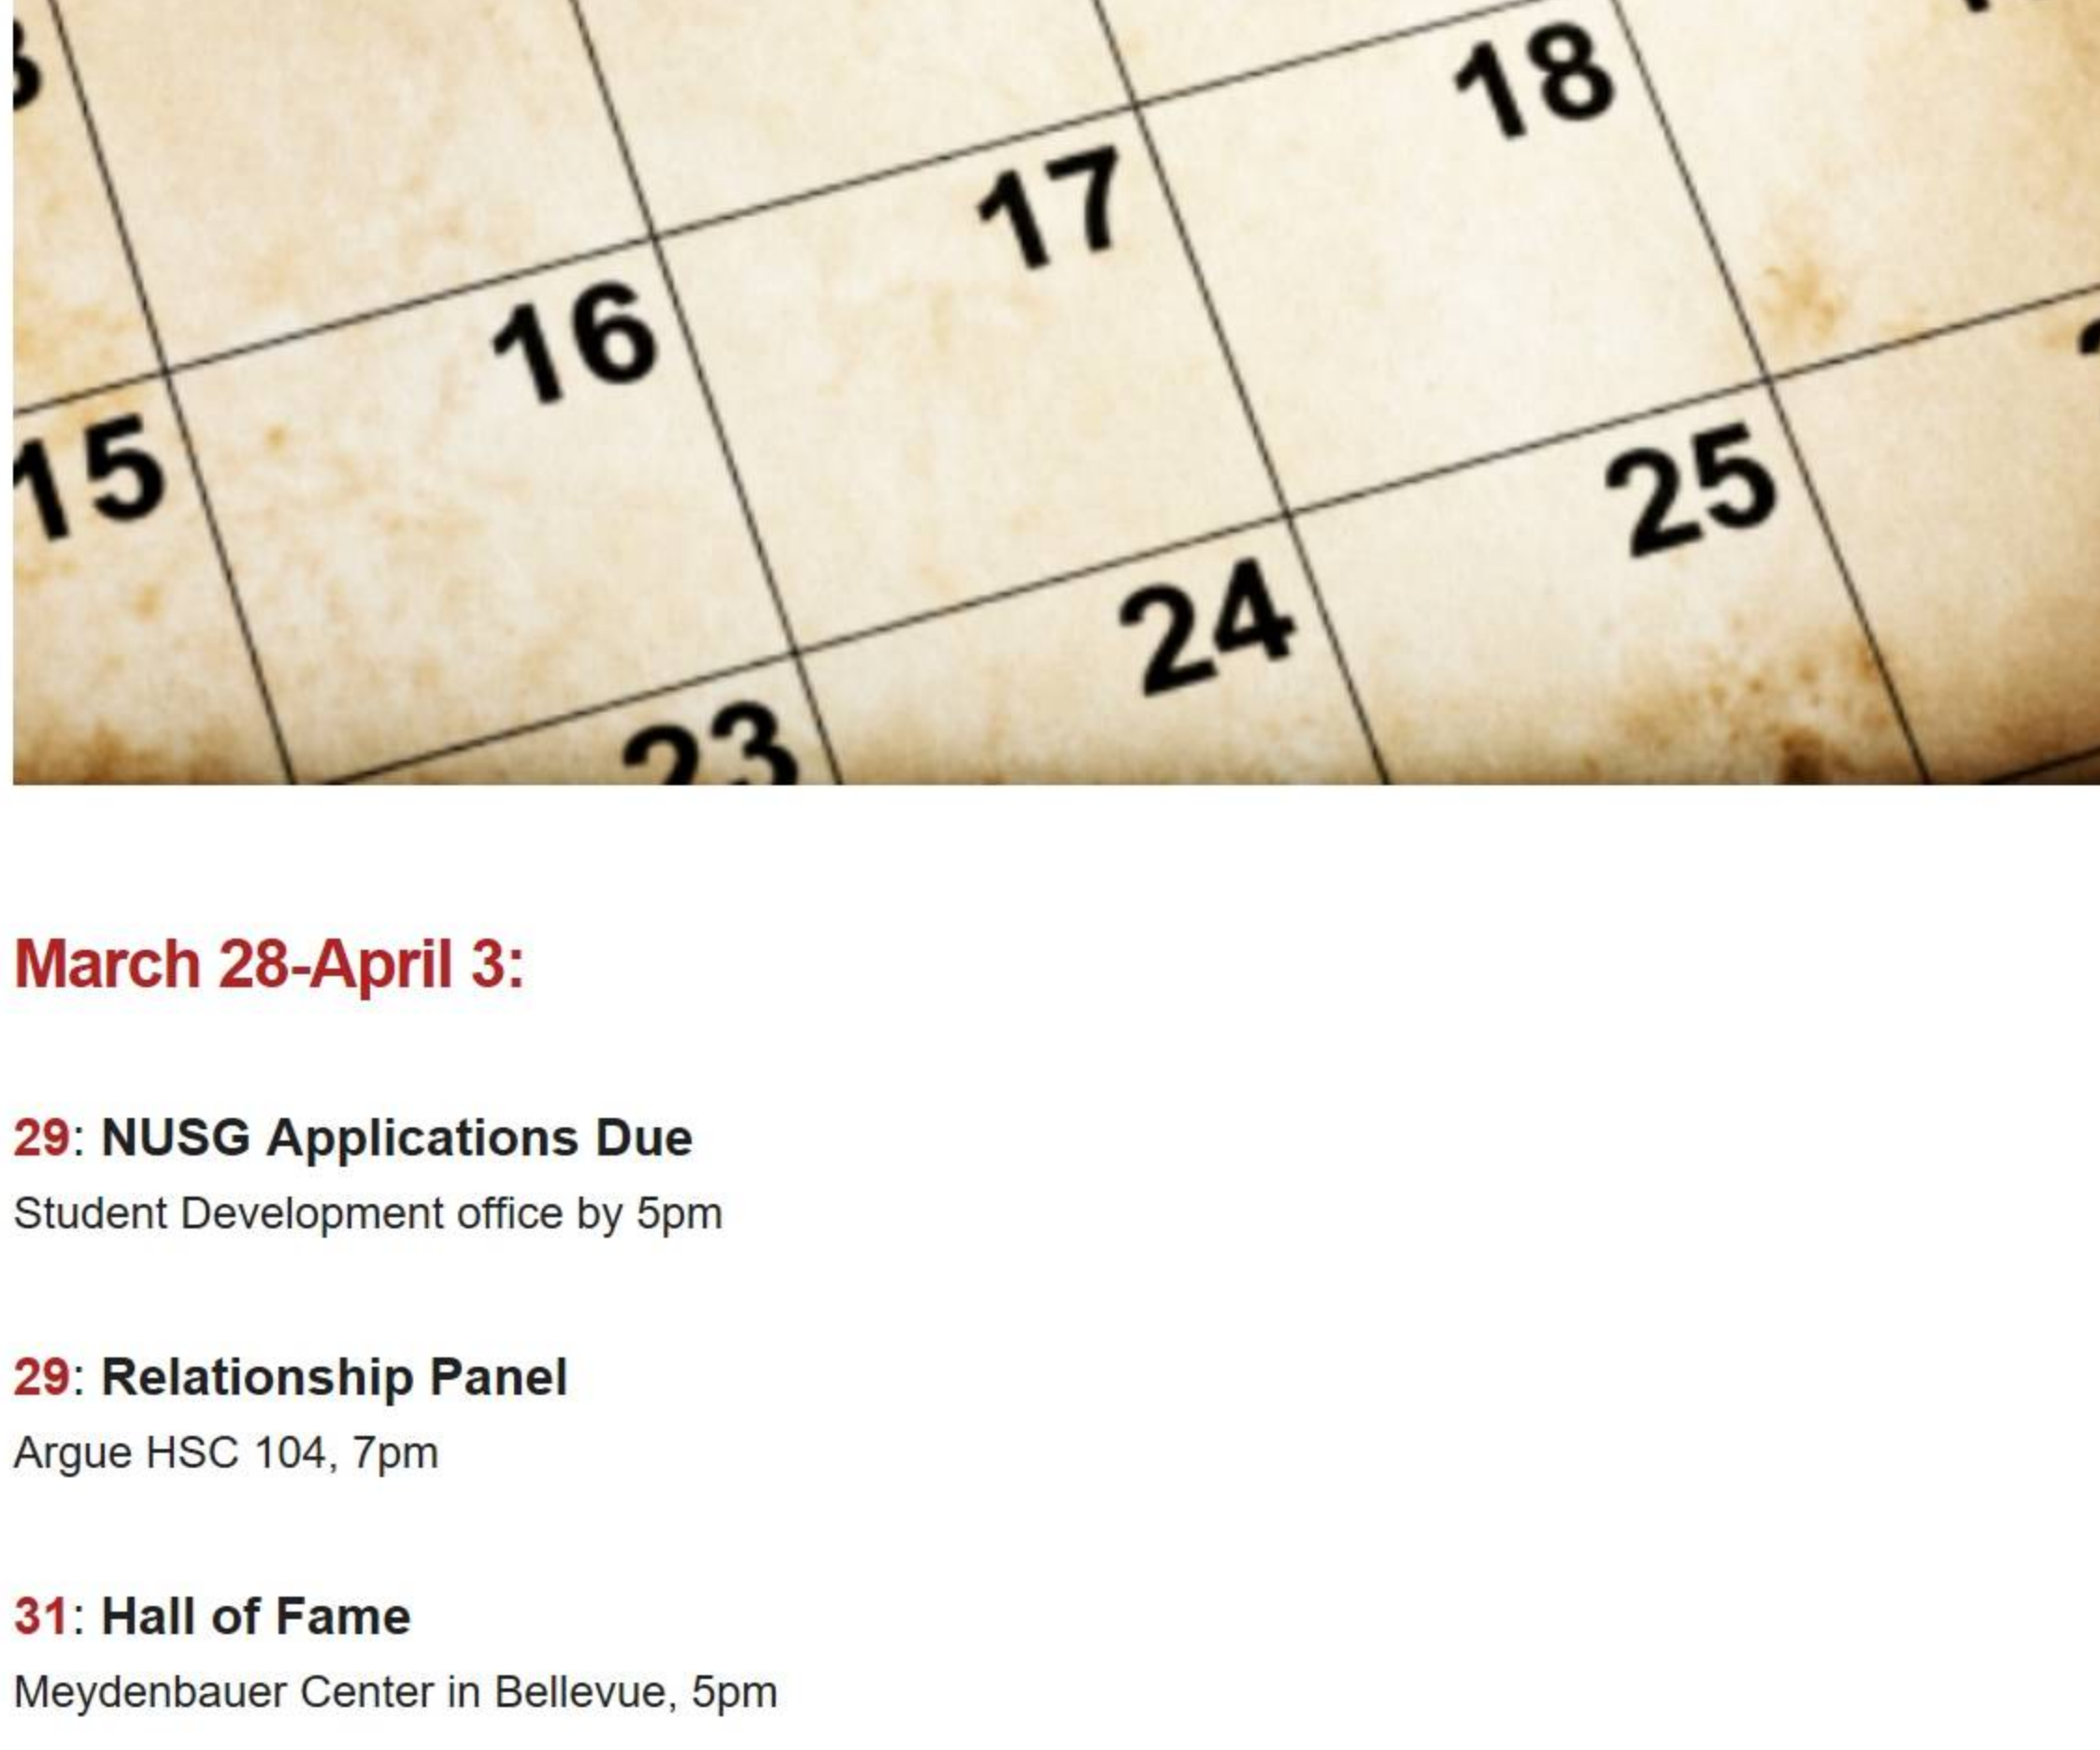 18
17
16
15
25
24
23
March 28-April 3:
29: NUSG Applications Due
Student Development office by 5pm
29: Relationship Panel
Argue HSC 104, 7pm
31: Hall of Fame
Meydenbauer Center in Bellevue, 5pm